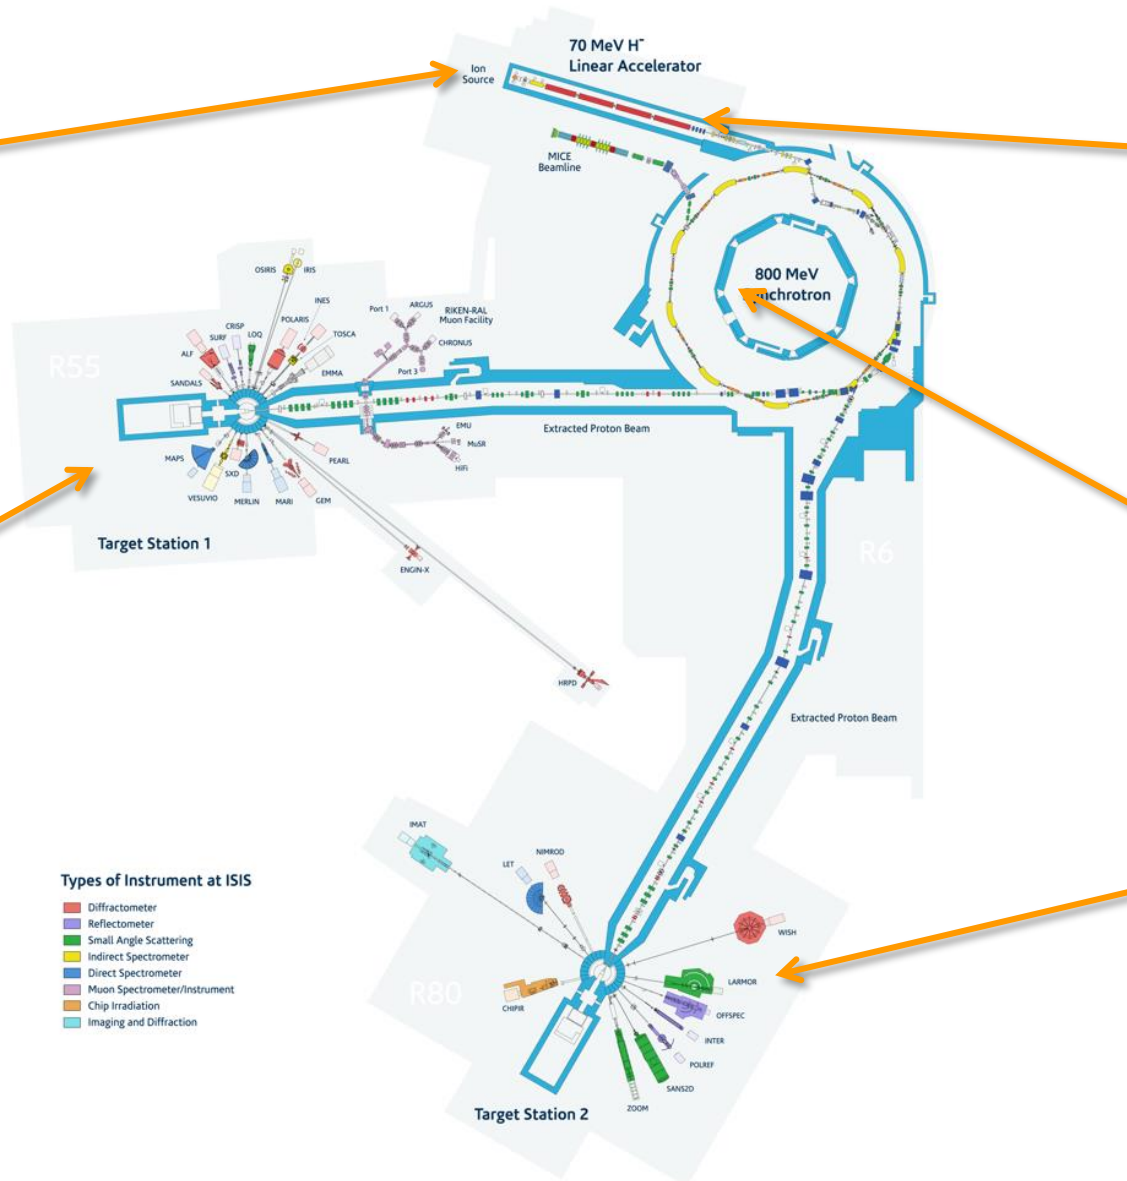 70 MeV H⁻
Linear Accelerator
Ion
Source
MICE
Beamline
800 MeV
OSIRIS
IRIS
INES
POLARIS
TOSCA
CRISP
LOQ
SURF
ALF
EMMA
SANDALS
Port 1
ARGUS
RIKEN-RAL
Muon Facility
CHRONUS
Port 3
R55
Extracted Proton Beam
EMU
MuSR
HiFi
PEARL
MAPS
SXD
VESUVIO
MERLIN
MARI
GEM
Target Station 1
ENGIN-X
R6
HRPD
Extracted Proton Beam
IMAT
LET
NIMROD
Types of Instrument at ISIS
Diffractometer
Reflectometer
Small Angle Scattering
Indirect Spectrometer
Direct Spectrometer
Muon Spectrometer/Instrument
Chip Irradiation
Imaging and Diffraction
WISH
LARMOR
OFFSPEC
INTER
POLREF
SANS2D
ZOOM
CHIPIR
R80
Target Station 2